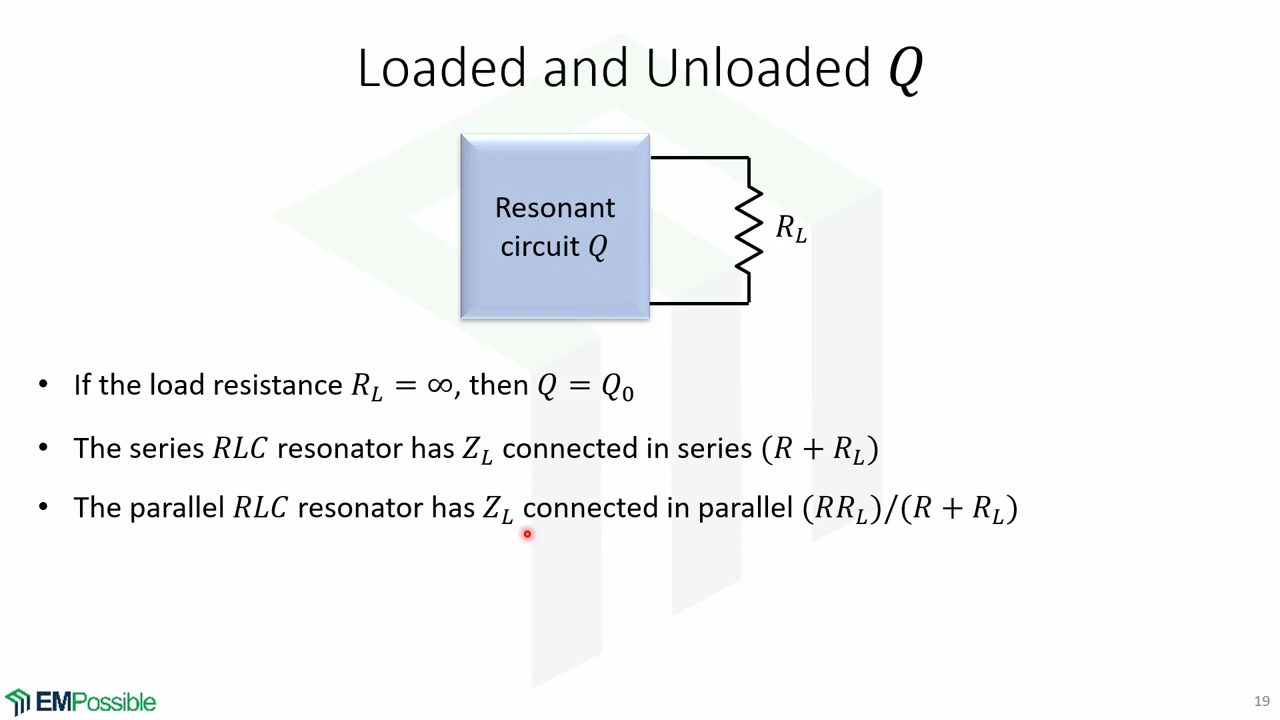 Loaded and Unloaded 𝑄
Resonant
circuit 𝑄
𝑅_𝐿
• If the load resistance 𝑅_𝐿 = ∞, then 𝑄 = 𝑄₀
• The series 𝑅𝐿𝐶 resonator has 𝑍_𝐿 connected in series (𝑅 + 𝑅_𝐿)
• The parallel 𝑅𝐿𝐶 resonator has 𝑍_𝐿 connected in parallel (𝑅𝑅_𝐿)/(𝑅 + 𝑅_𝐿)
EMPossible
19